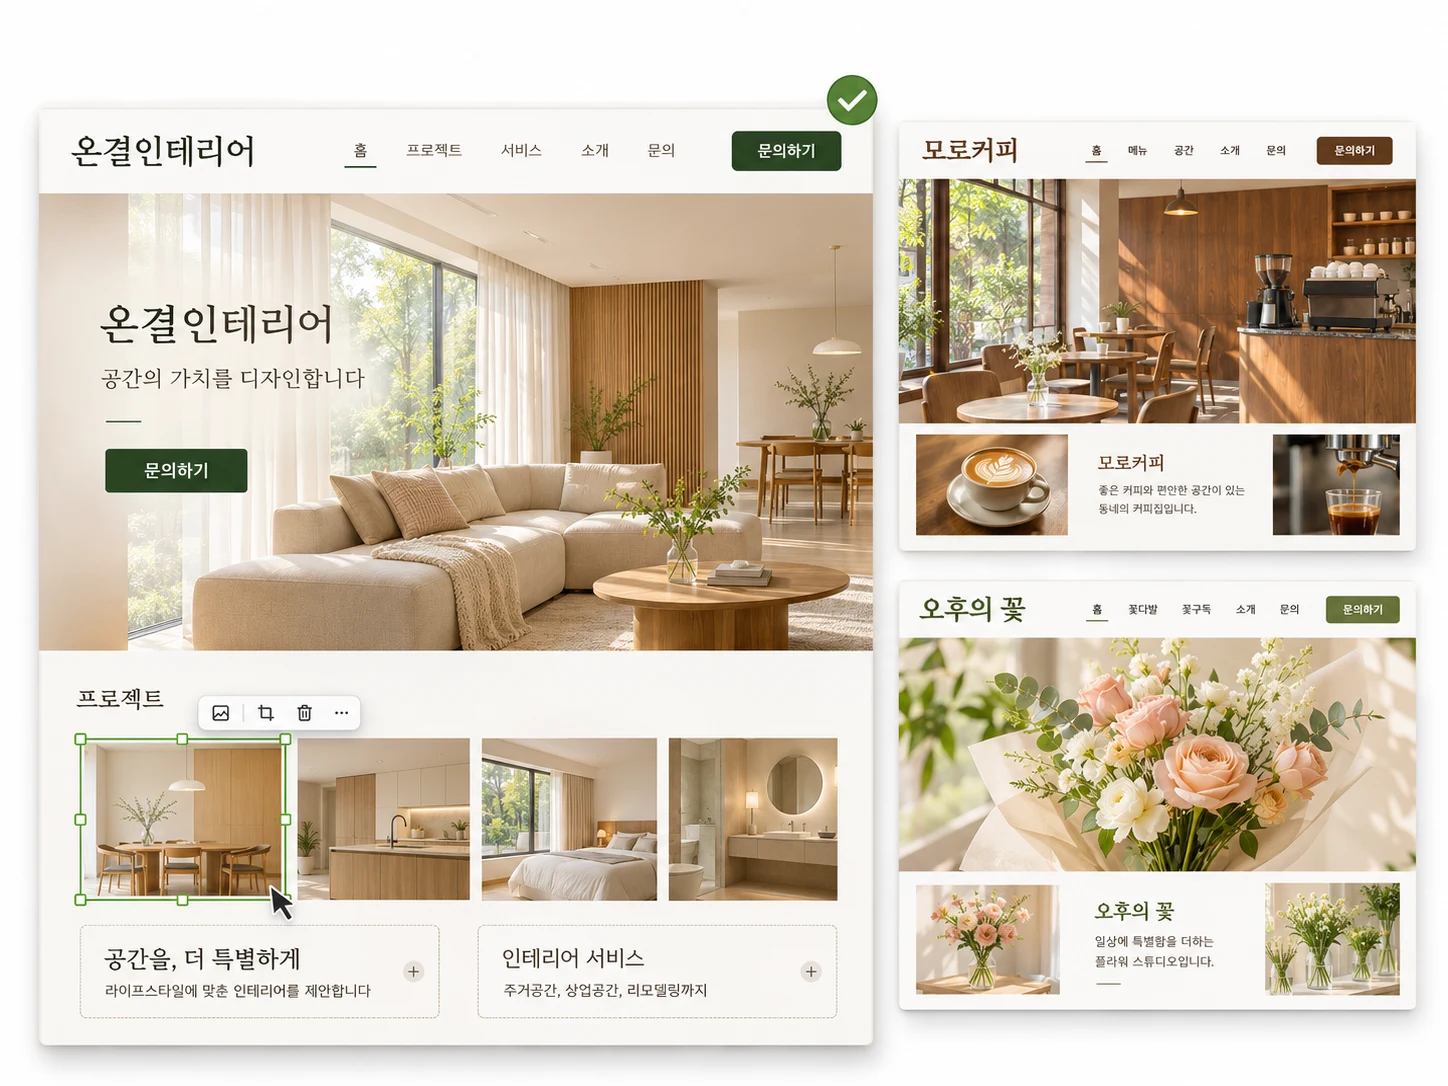 온결인테리어
홈 프로젝트 서비스 소개 문의 문의하기
온결인테리어
공간의 가치를 디자인합니다
문의하기
프로젝트
공간을, 더 특별하게
라이프스타일에 맞춘 인테리어를 제안합니다
인테리어 서비스
주거공간, 상업공간, 리모델링까지
모로커피
홈 메뉴 공간 소개 문의 문의하기
모로커피
좋은 커피와 편안한 공간이 있는
동네의 커피집입니다.
오후의 꽃
홈 꽃다발 꽃구독 소개 문의 문의하기
오후의 꽃
일상에 특별함을 더하는
플라워 스튜디오입니다.